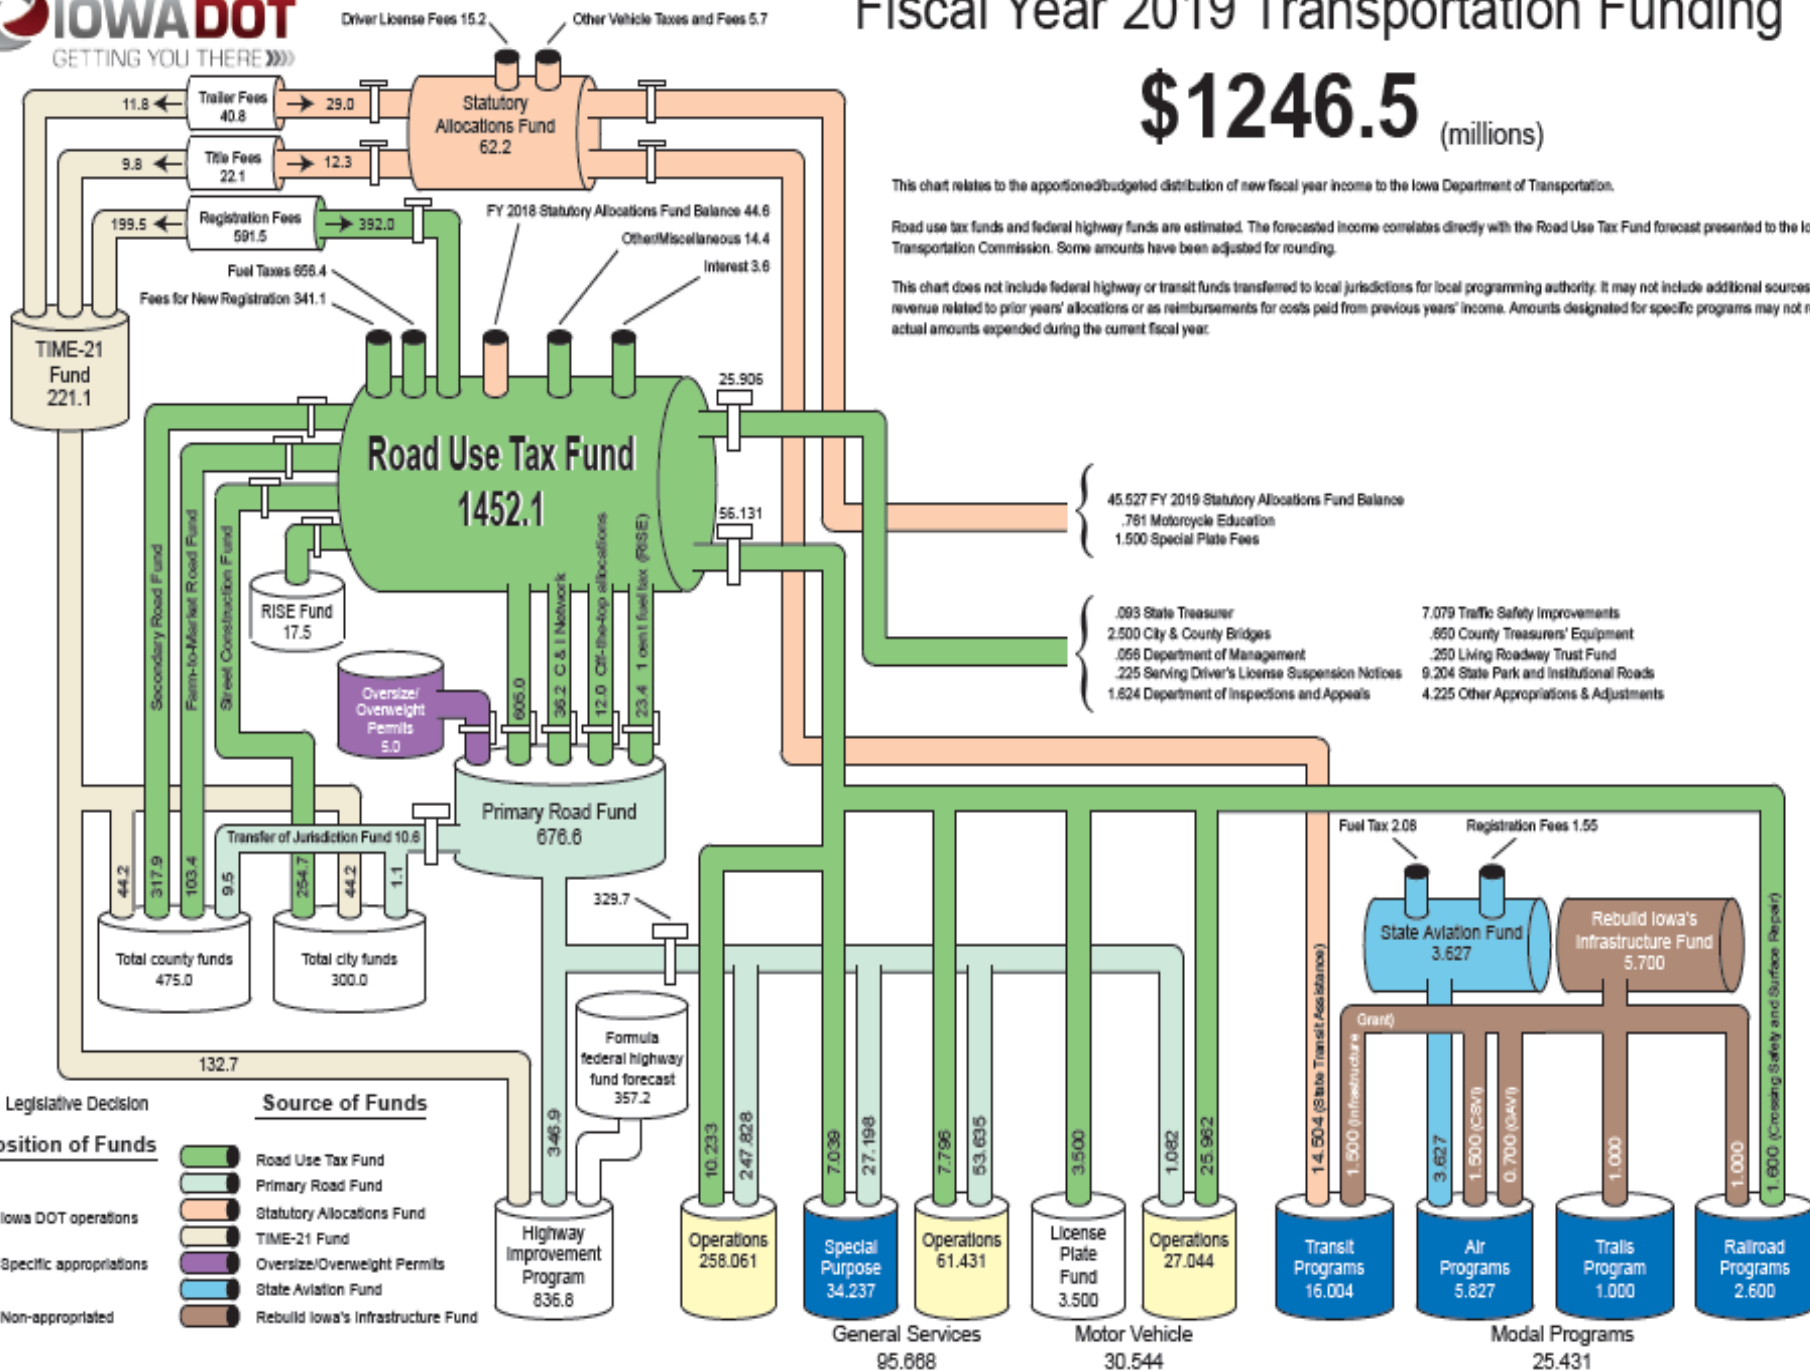 IOWADOT
GETTING YOU THERE
Fiscal Year 2019 Transportation Funding
$1246.5 (millions)
This chart relates to the apportioned/budgeted distribution of new fiscal year income to the Iowa Department of Transportation.
Road use tax funds and federal highway funds are estimated. The forecasted income correlates directly with the Road Use Tax Fund forecast presented to the
Transportation Commission. Some amounts have been adjusted for rounding.
This chart does not include federal highway or transit funds transferred to local jurisdictions for local programming authority. It may not include additional sources
revenue related to prior years' allocations or as reimbursements for costs paid from previous years' income. Amounts designated for specific programs may not
actual amounts expended during the current fiscal year.
Driver License Fees 15.2
Other Vehicle Taxes and Fees 5.7
11.8
Trailer Fees
40.8
29.0
Statutory
Allocations Fund
62.2
9.8
Title Fees
22.1
12.3
199.5
Registration Fees
591.5
392.0
FY 2018 Statutory Allocations Fund Balance 44.6
Other/Miscellaneous 14.4
Interest 3.6
Fuel Taxes 656.4
Fees for New Registration 341.1
TIME-21
Fund
221.1
Road Use Tax Fund
1452.1
25.906
56.131
45.527 FY 2019 Statutory Allocations Fund Balance
.761 Motorcycle Education
1.500 Special Plate Fees
.093 State Treasurer
2.500 City & County Bridges
.056 Department of Management
.225 Serving Driver's License Suspension Notices
1.624 Department of Inspections and Appeals
7.079 Traffic Safety Improvements
.650 County Treasurers' Equipment
.250 Living Roadway Trust Fund
9.204 State Park and Institutional Roads
4.225 Other Appropriations & Adjustments
Secondary Road Fund
Farm-to-Market Road Fund
Street Construction Fund
RISE Fund
17.5
Oversize/
Overweight
Permits
5.0
605.0
36.2 C & I Network
12.0 Off-the-top allocations
23.4 1 cent fuel tax (RISE)
Primary Road Fund
676.6
Transfer of Jurisdiction Fund 10.6
44.2
317.9
103.4
9.5
254.7
44.2
1.1
Total county funds
475.0
Total city funds
300.0
329.7
Formula
federal highway
fund forecast
357.2
132.7
346.9
Fuel Tax 2.08
Registration Fees 1.55
State Aviation Fund
3.627
Rebuild Iowa's
Infrastructure Fund
5.700
10.233
247.828
7.039
27.198
7.796
53.635
3.500
1.082
25.962
14.504 (State Transit Assistance)
1.500 (Infrastructure
Grant)
3.627
1.500 (CSVI)
0.700 (GAVI)
1.000
1.000
1.600 (Crossing Safety and Surface Repair)
Highway
Improvement
Program
836.8
Operations
258.061
Special
Purpose
34.237
Operations
61.431
License
Plate
Fund
3.500
Operations
27.044
Transit
Programs
16.004
Air
Programs
5.827
Trails
Program
1.000
Railroad
Programs
2.600
General Services
95.668
Motor Vehicle
30.544
Modal Programs
25.431
Legislative Decision
osition of Funds
Iowa DOT operations
Specific appropriations
Non-appropriated
Source of Funds
Road Use Tax Fund
Primary Road Fund
Statutory Allocations Fund
TIME-21 Fund
Oversize/Overweight Permits
State Aviation Fund
Rebuild Iowa's Infrastructure Fund